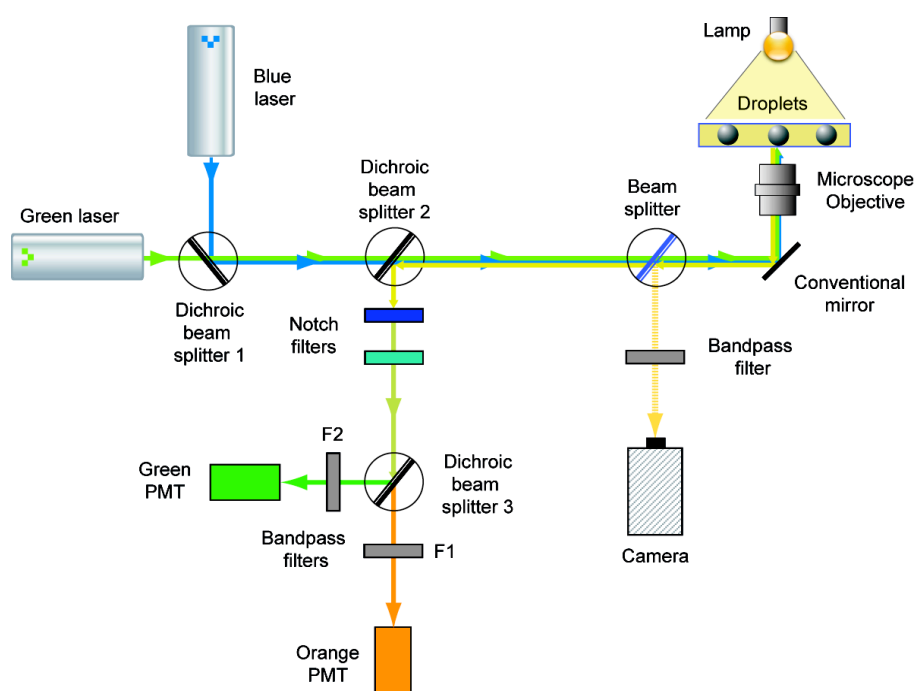 Lamp
Blue
laser
Droplets
Dichroic
beam
splitter 2
Beam
splitter
Microscope
Objective
Green laser
Dichroic
beam
splitter 1
Notch
filters
Conventional
mirror
Bandpass
filter
F2
Green
PMT
Dichroic
beam
splitter 3
Bandpass
filters
F1
Camera
Orange
PMT